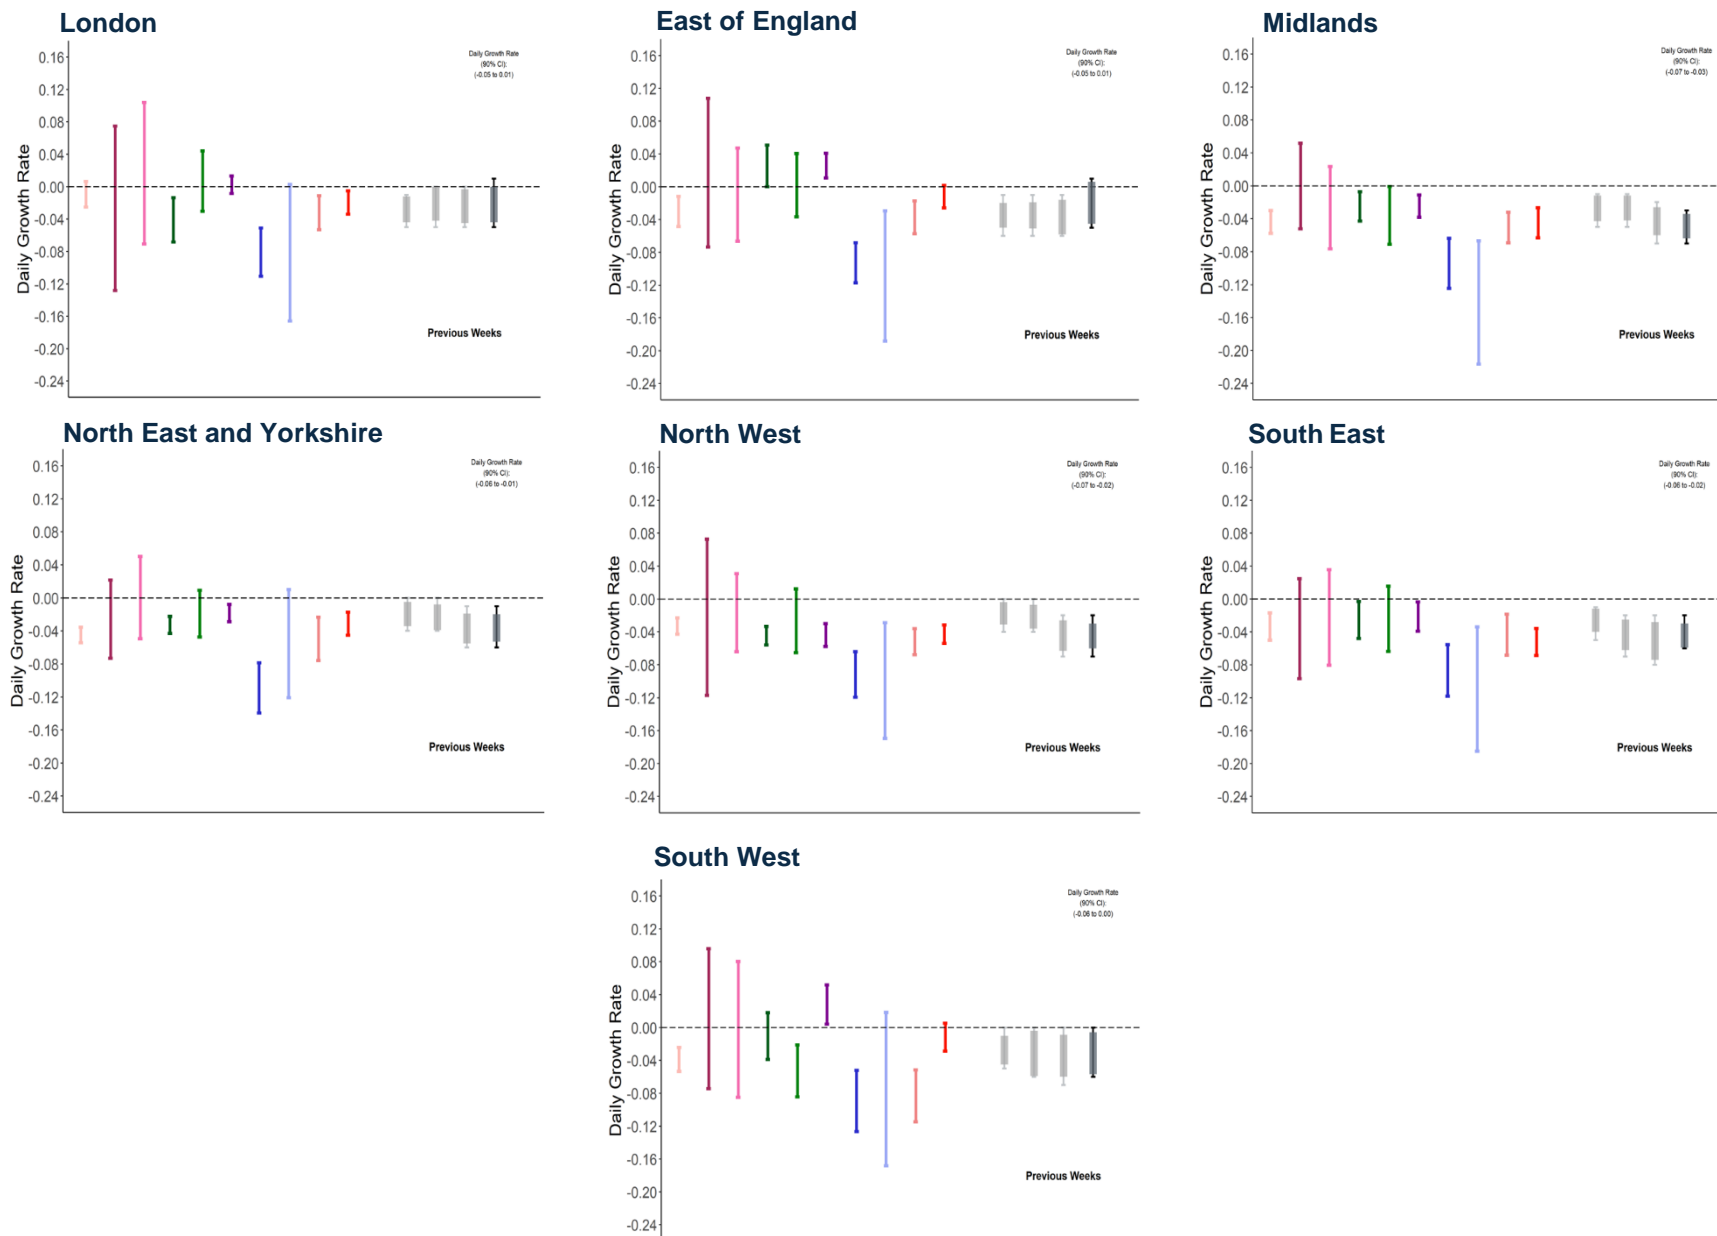 London
Daily Growth Rate
(90% CI):
(-0.05 to 0.01)
0.16
0.12
0.08
0.04
0.00
-0.04
-0.08
-0.12
-0.16
-0.20
-0.24
Daily Growth Rate
Previous Weeks
East of England
Daily Growth Rate
(90% CI):
(-0.05 to 0.01)
0.16
0.12
0.08
0.04
0.00
-0.04
-0.08
-0.12
-0.16
-0.20
-0.24
Daily Growth Rate
Previous Weeks
Midlands
Daily Growth Rate
(90% CI):
(-0.07 to -0.03)
0.16
0.12
0.08
0.04
0.00
-0.04
-0.08
-0.12
-0.16
-0.20
-0.24
Daily Growth Rate
Previous Weeks
North East and Yorkshire
Daily Growth Rate
(90% CI):
(-0.06 to -0.01)
0.16
0.12
0.08
0.04
0.00
-0.04
-0.08
-0.12
-0.16
-0.20
-0.24
Daily Growth Rate
Previous Weeks
North West
Daily Growth Rate
(90% CI):
(-0.07 to -0.02)
0.16
0.12
0.08
0.04
0.00
-0.04
-0.08
-0.12
-0.16
-0.20
-0.24
Daily Growth Rate
Previous Weeks
South East
Daily Growth Rate
(90% CI):
(-0.06 to -0.02)
0.16
0.12
0.08
0.04
0.00
-0.04
-0.08
-0.12
-0.16
-0.20
-0.24
Daily Growth Rate
Previous Weeks
South West
Daily Growth Rate
(90% CI):
(-0.06 to 0.00)
0.16
0.12
0.08
0.04
0.00
-0.04
-0.08
-0.12
-0.16
-0.20
-0.24
Daily Growth Rate
Previous Weeks